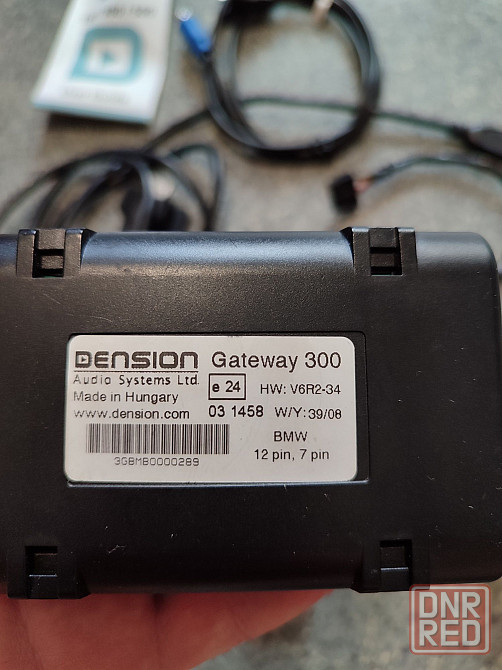 DENSION Gateway 300
Audio Systems Ltd. e 24 HW: V6R2-34
Made in Hungary
www.dension.com 03 1458 W/Y: 39/08
BMW
3GBMB0000289 12 pin, 7 pin
DNR
RED